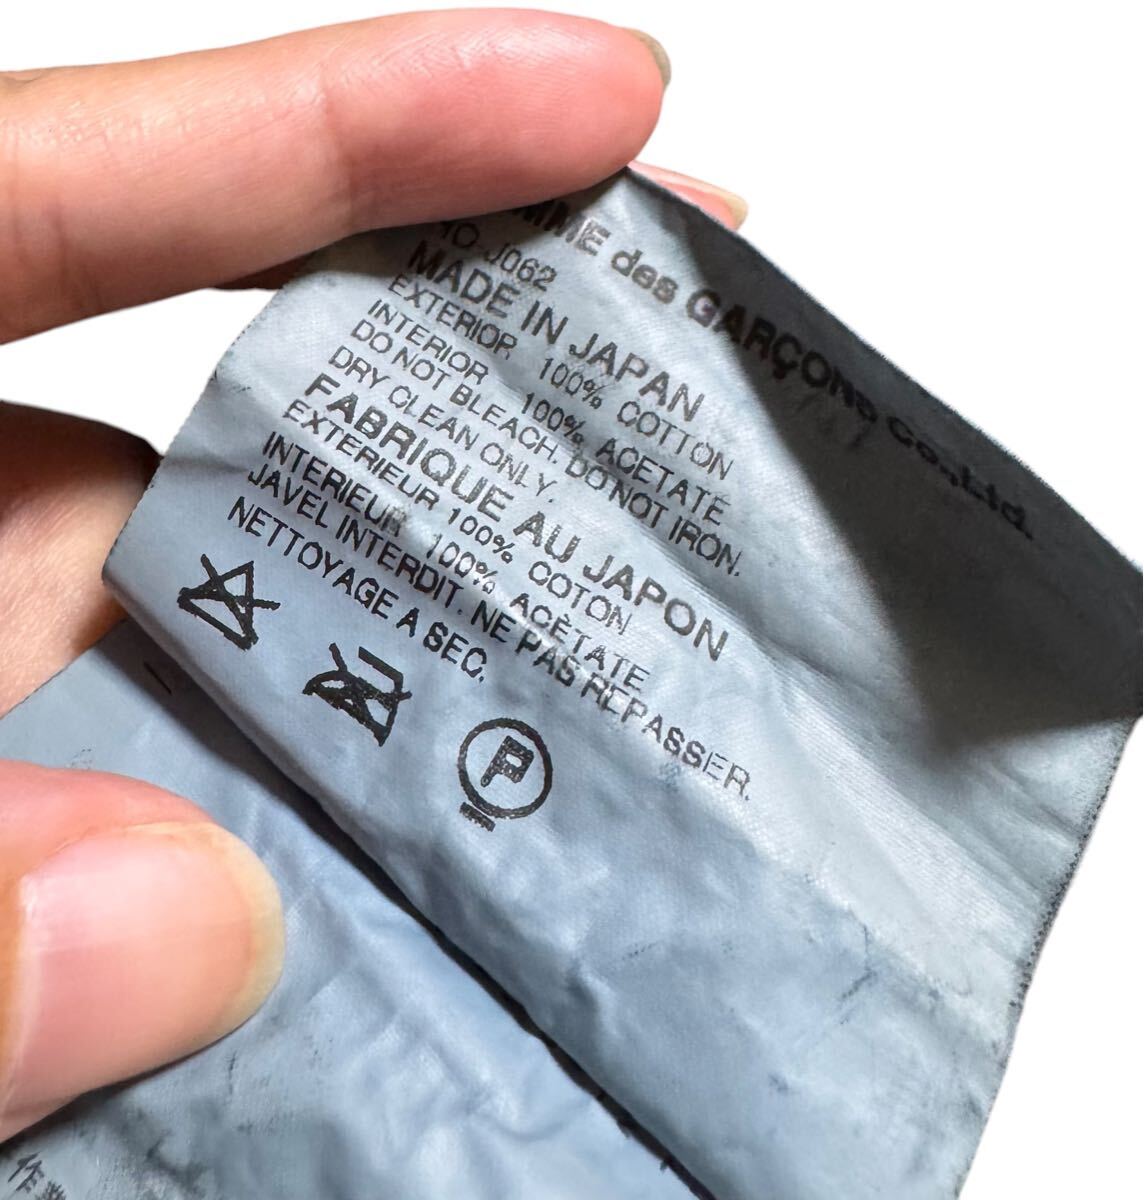 des GARÇONS Co.,Ltd.
O-J062
MADE IN JAPAN
EXTERIOR 100% COTTON
INTERIOR 100% ACETATE
DO NOT BLEACH. DO NOT IRON.
DRY CLEAN ONLY.
FABRIQUE AU JAPON
EXTERIEUR 100% COTON
INTERIEUR 100% ACÈTATE
JAVEL INTERDIT. NE PAS REPASSER.
NETTOYAGE A SEC.
P
作